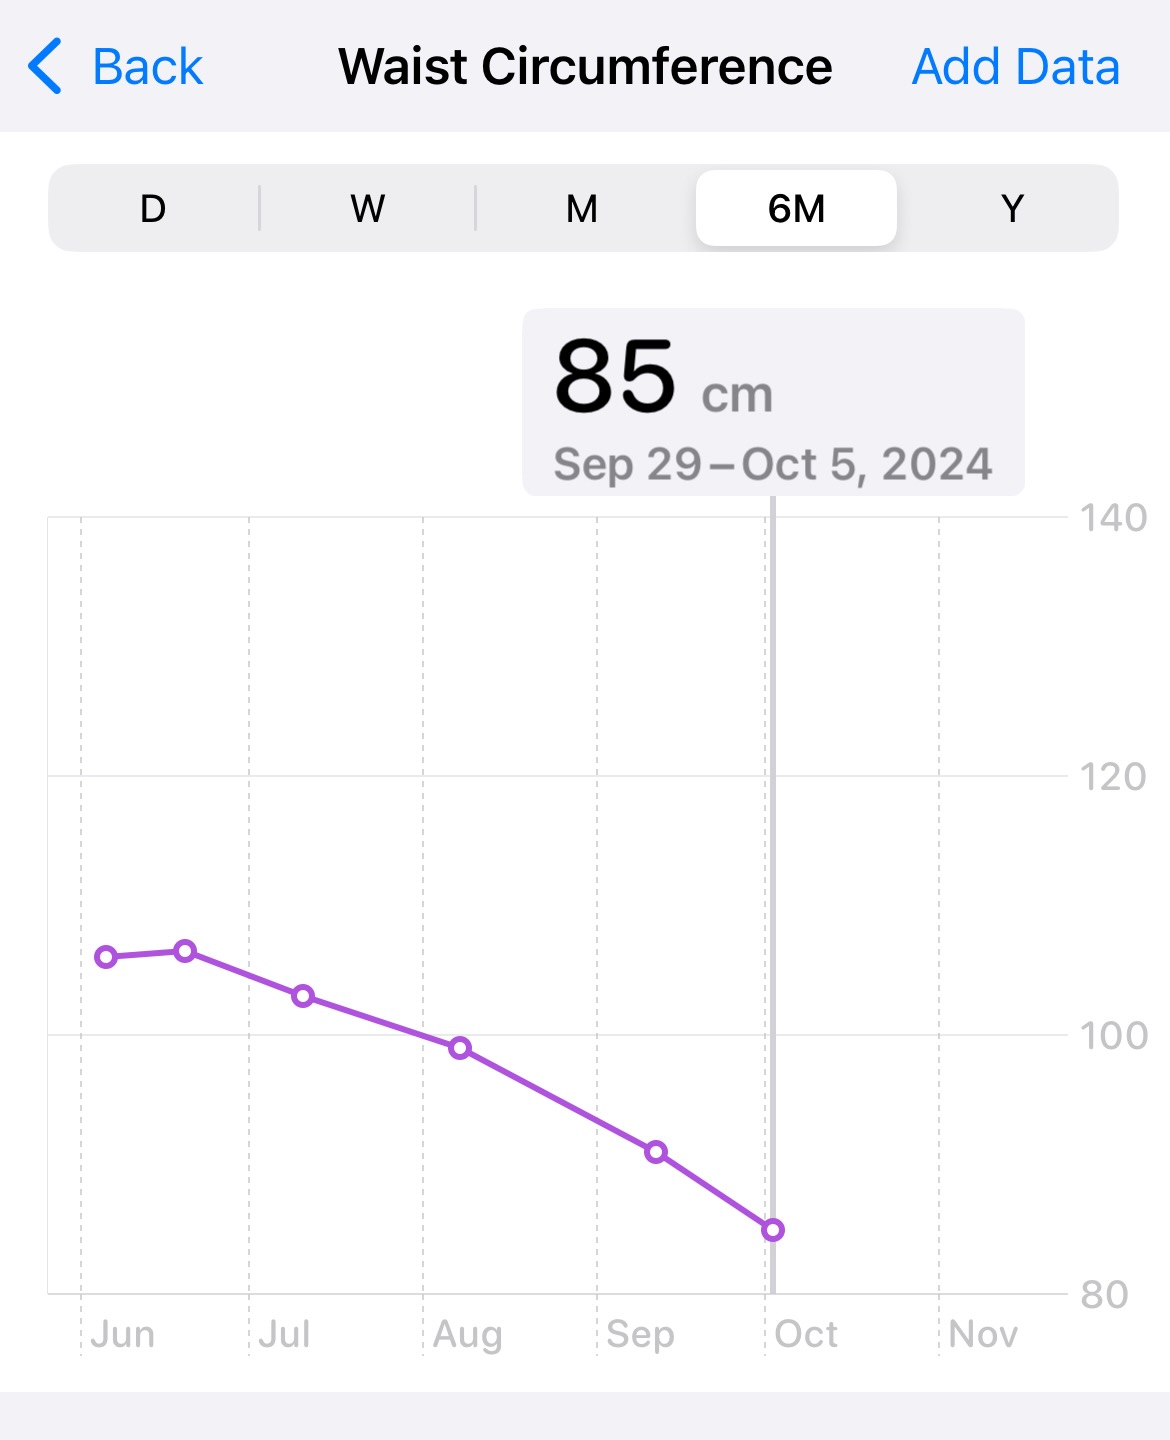 Back Waist Circumference Add Data
D W M 6M Y
85 cm
Sep 29–Oct 5, 2024
140
120
100
80
Jun Jul Aug Sep Oct Nov